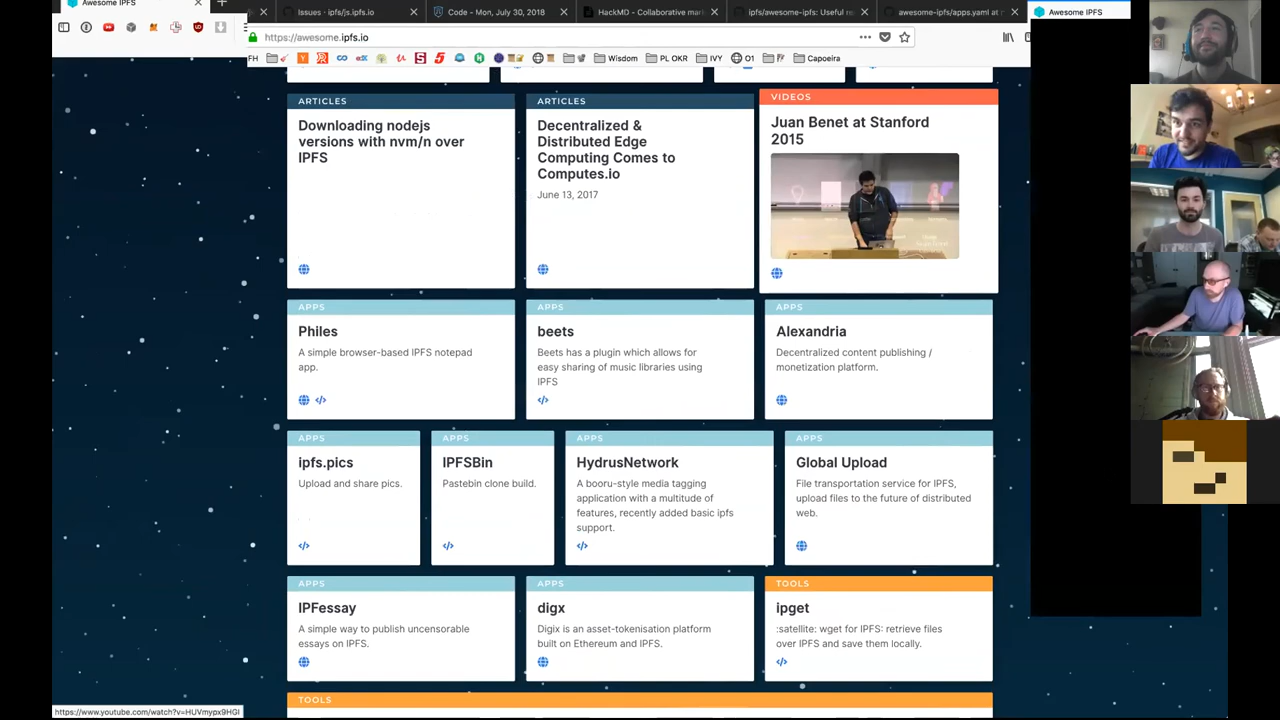 Awesome IPFS
Issues · ipfs/js.ipfs.io
Code - Mon, July 30, 2018
HackMD - Collaborative mar
ipfs/awesome-ipfs: Useful re
awesome-ipfs/apps.yaml at m
Awesome IPFS
https://awesome.ipfs.io
FH
Wisdom
PL OKR
IVY
O1
Capoeira
ARTICLES
Downloading nodejs
versions with nvm/n over
IPFS
ARTICLES
Decentralized &
Distributed Edge
Computing Comes to
Computes.io
June 13, 2017
VIDEOS
Juan Benet at Stanford
2015
APPS
Philes
A simple browser-based IPFS notepad
app.
APPS
beets
Beets has a plugin which allows for
easy sharing of music libraries using
IPFS
APPS
Alexandria
Decentralized content publishing /
monetization platform.
APPS
ipfs.pics
Upload and share pics.
APPS
IPFSBin
Pastebin clone build.
APPS
HydrusNetwork
A booru-style media tagging
application with a multitude of
features, recently added basic ipfs
support.
APPS
Global Upload
File transportation service for IPFS,
upload files to the future of distributed
web.
APPS
IPFessay
A simple way to publish uncensorable
essays on IPFS.
APPS
digx
Digix is an asset-tokenisation platform
built on Ethereum and IPFS.
TOOLS
ipget
:satellite: wget for IPFS: retrieve files
over IPFS and save them locally.
TOOLS
https://www.youtube.com/watch?v=HUVmypx9HGI